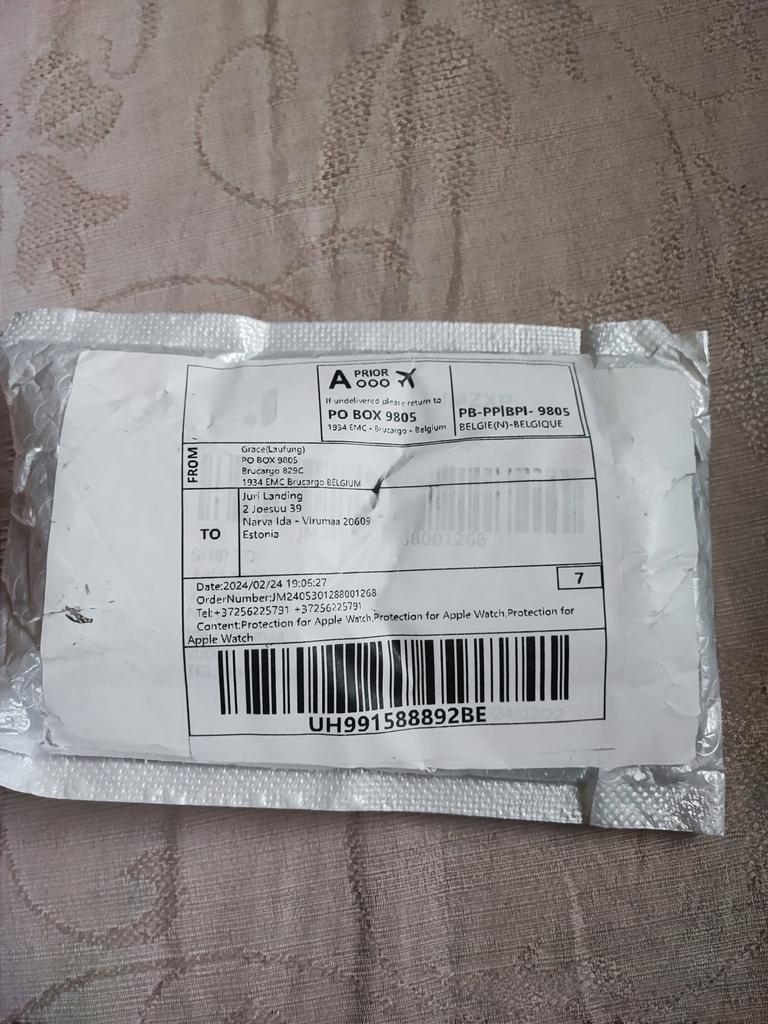 A PRIOR
If undelivered please return to
PO BOX 9805
1934 EMC - Brucargo - Belgium
PB-PP|BPI- 9805
BELGIE(N)-BELGIQUE
FROM
Grace(Laufung)
PO BOX 9805
Brucargo 829C
1934 EMC Brucargo BELGIUM
TO
Juri Landing
2 Joesuu 39
Narva Ida - Virumaa 20609
Estonia
7
Date:2024/02/24 19:06:27
OrderNumber:JM2405301288001268
Tel:+37256225791 +37256225791
Content:Protection for Apple Watch,Protection for Apple Watch,Protection for
Apple Watch
UH991588892BE